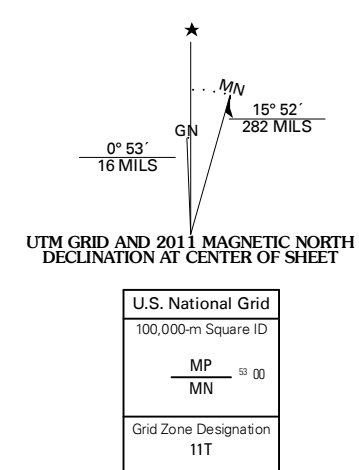 ★
MN
GN
15° 52´
282 MILS
0° 53´
16 MILS
UTM GRID AND 2011 MAGNETIC NORTH
DECLINATION AT CENTER OF SHEET
U.S. National Grid
100,000-m Square ID
MP
53 00
MN
Grid Zone Designation
11T